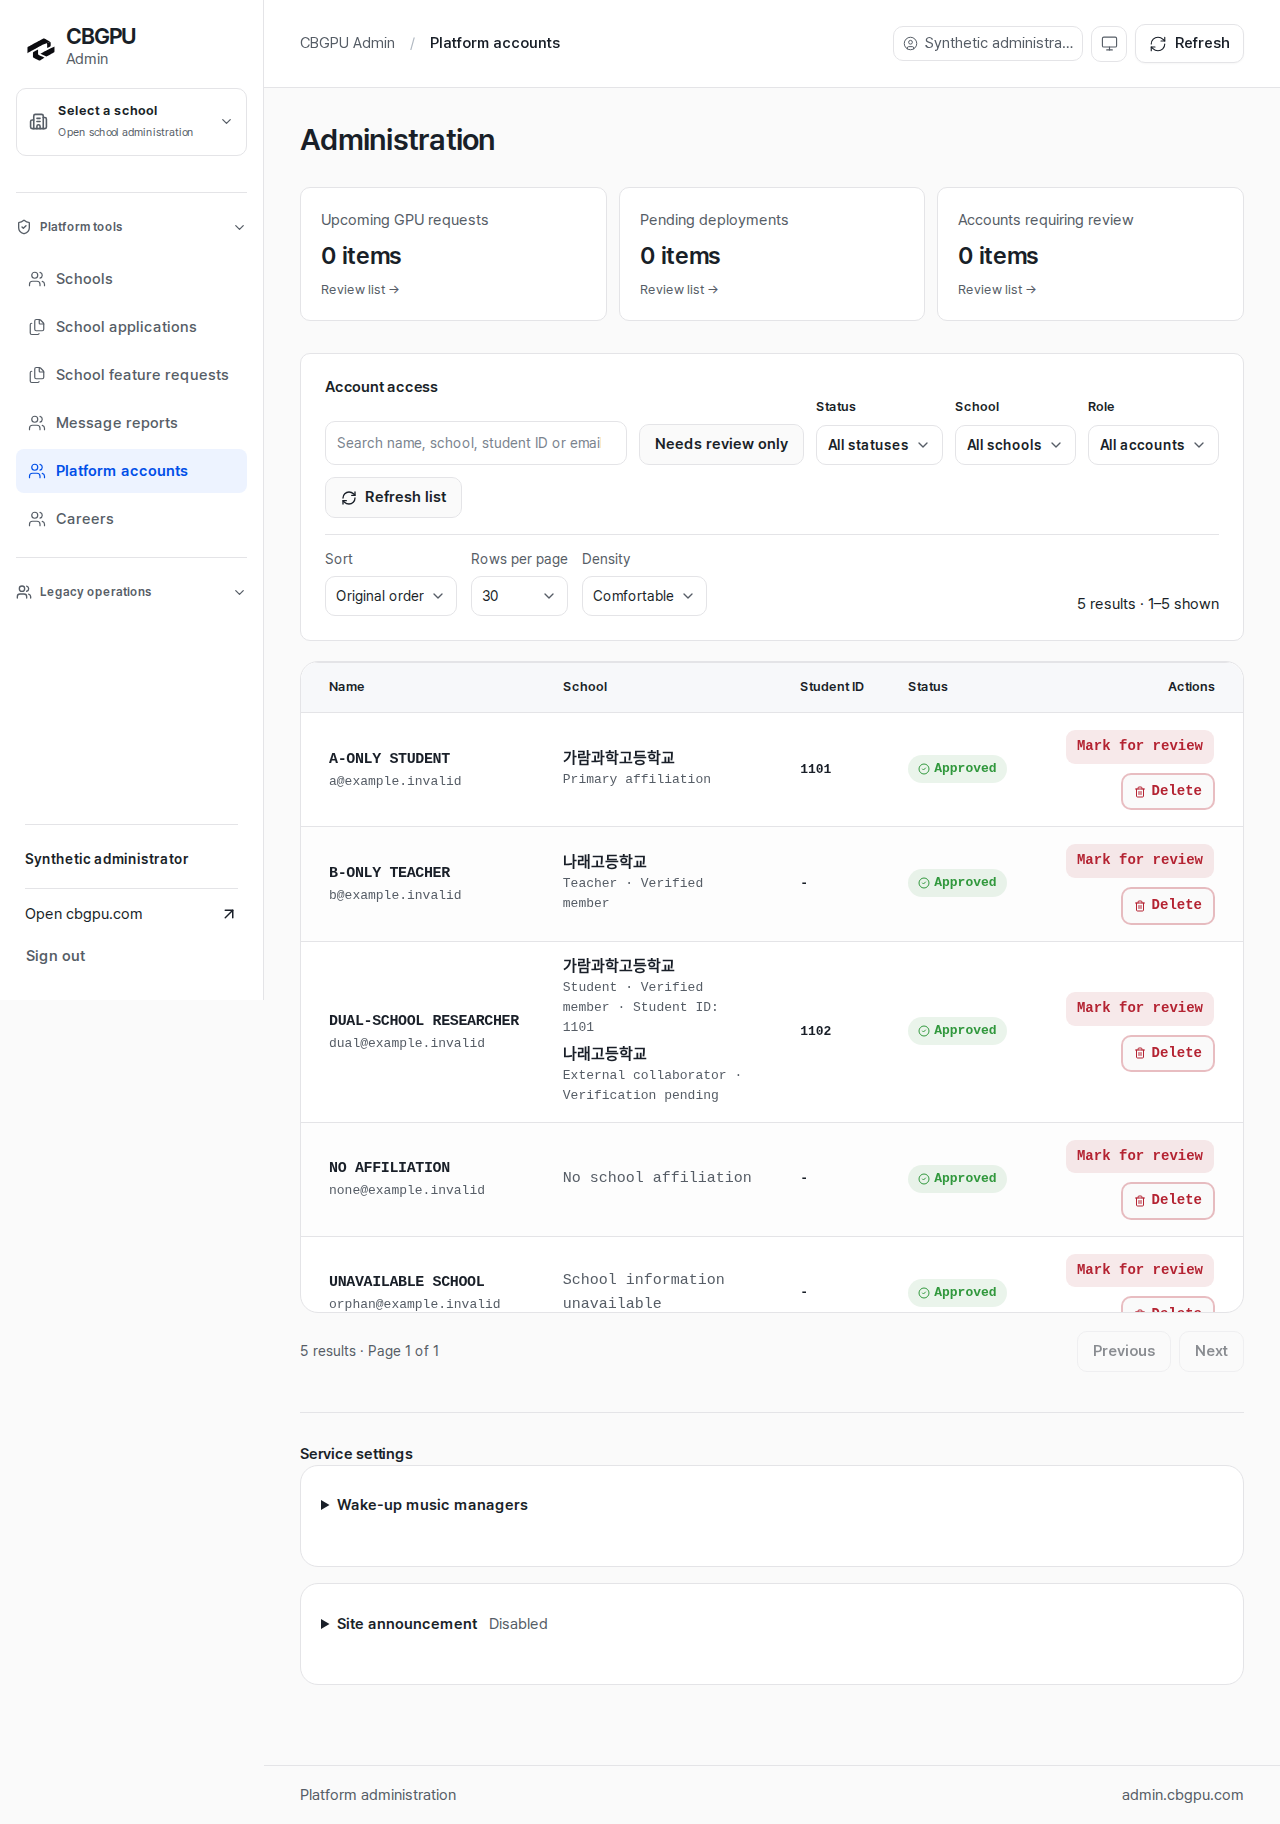 CBGPU
Admin
Select a school
Open school administration
Platform tools
Schools
School applications
School feature requests
Message reports
Platform accounts
Careers
Legacy operations
Synthetic administrator
Open cbgpu.com
Sign out
CBGPU Admin / Platform accounts
Synthetic administra...
Refresh
Administration
Upcoming GPU requests
0 items
Review list →
Pending deployments
0 items
Review list →
Accounts requiring review
0 items
Review list →
Account access
Search name, school, student ID or emai
Needs review only
Status
All statuses
School
All schools
Role
All accounts
Refresh list
Sort
Original order
Rows per page
30
Density
Comfortable
5 results · 1–5 shown
Name School Student ID Status Actions
A-ONLY STUDENT
a@example.invalid
가람과학고등학교
Primary affiliation
1101
Approved
Mark for review
Delete
B-ONLY TEACHER
b@example.invalid
나래고등학교
Teacher · Verified
member
-
Approved
Mark for review
Delete
DUAL-SCHOOL RESEARCHER
dual@example.invalid
가람과학고등학교
Student · Verified
member · Student ID:
1101
나래고등학교
External collaborator ·
Verification pending
1102
Approved
Mark for review
Delete
NO AFFILIATION
none@example.invalid
No school affiliation
-
Approved
Mark for review
Delete
UNAVAILABLE SCHOOL
orphan@example.invalid
School information
unavailable
-
Approved
Mark for review
Delete
5 results · Page 1 of 1
Previous
Next
Service settings
Wake-up music managers
Site announcement Disabled
Platform administration
admin.cbgpu.com